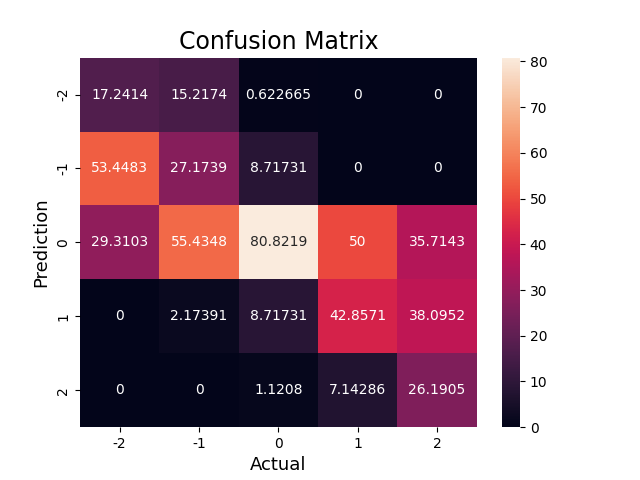 Confusion Matrix
80
-2 17.2414 15.2174 0.622665 0 0
70
60
-1 53.4483 27.1739 8.71731 0 0
50
Prediction
0 29.3103 55.4348 80.8219 50 35.7143
40
30
1 0 2.17391 8.71731 42.8571 38.0952
20
2 0 0 1.1208 7.14286 26.1905
10
0
-2 -1 0 1 2
Actual